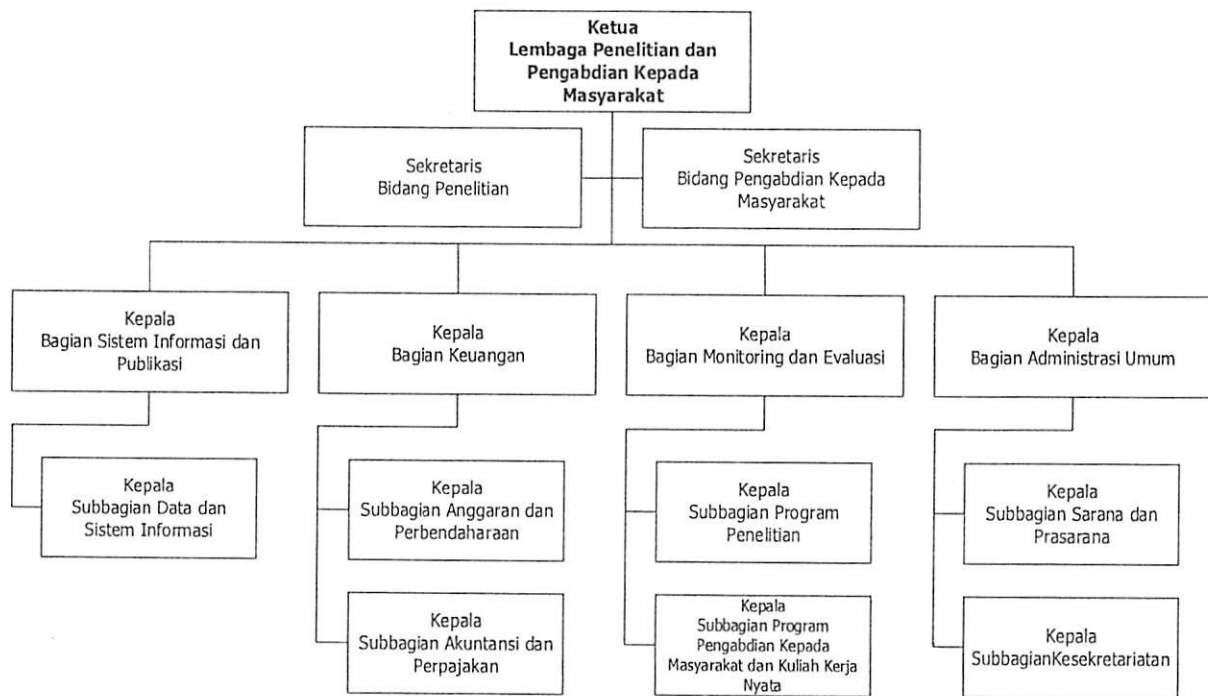 Ketua
Lembaga Penelitian dan
Pengabdian Kepada
Masyarakat
Sekretaris
Bidang Penelitian
Sekretaris
Bidang Pengabdian Kepada
Masyarakat
Kepala
Bagian Sistem Informasi dan
Publikasi
Kepala
Bagian Keuangan
Kepala
Bagian Monitoring dan Evaluasi
Kepala
Bagian Administrasi Umum
Kepala
Subbagian Data dan
Sistem Informasi
Kepala
Subbagian Anggaran dan
Perbendaharaan
Kepala
Subbagian Program
Penelitian
Kepala
Subbagian Sarana dan
Prasarana
Kepala
Subbagian Akuntansi dan
Perpajakan
Kepala
Subbagian Program
Pengabdian Kepada
Masyarakat dan Kuliah Kerja
Nyata
Kepala
SubbagianKesekretariatan